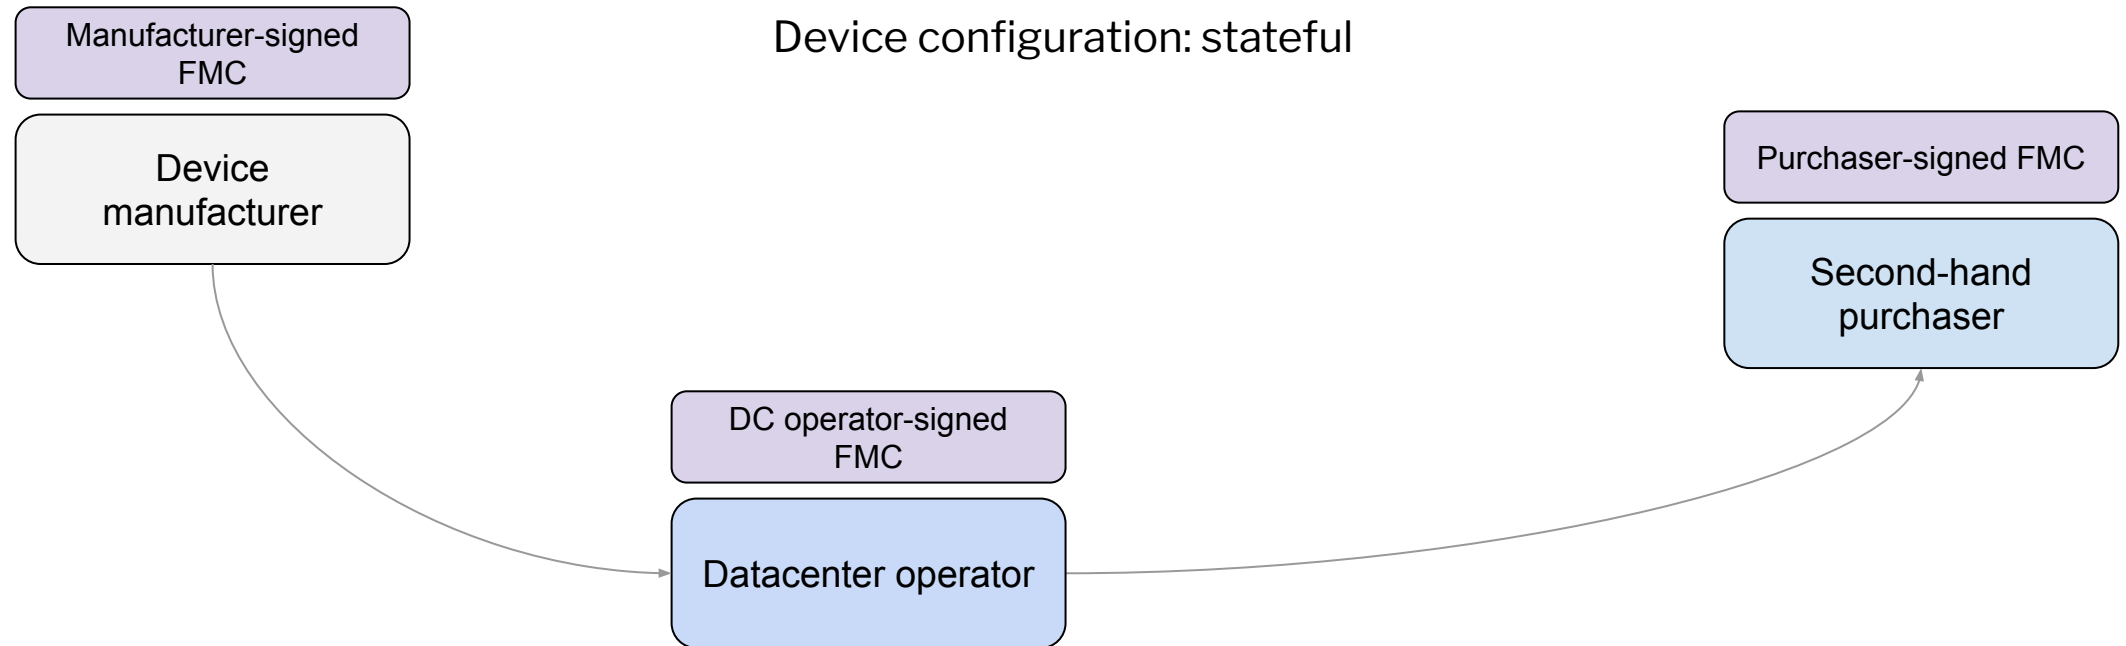 Device configuration: stateful
Manufacturer-signed
FMC
Device
manufacturer
DC operator-signed
FMC
Datacenter operator
Purchaser-signed FMC
Second-hand
purchaser